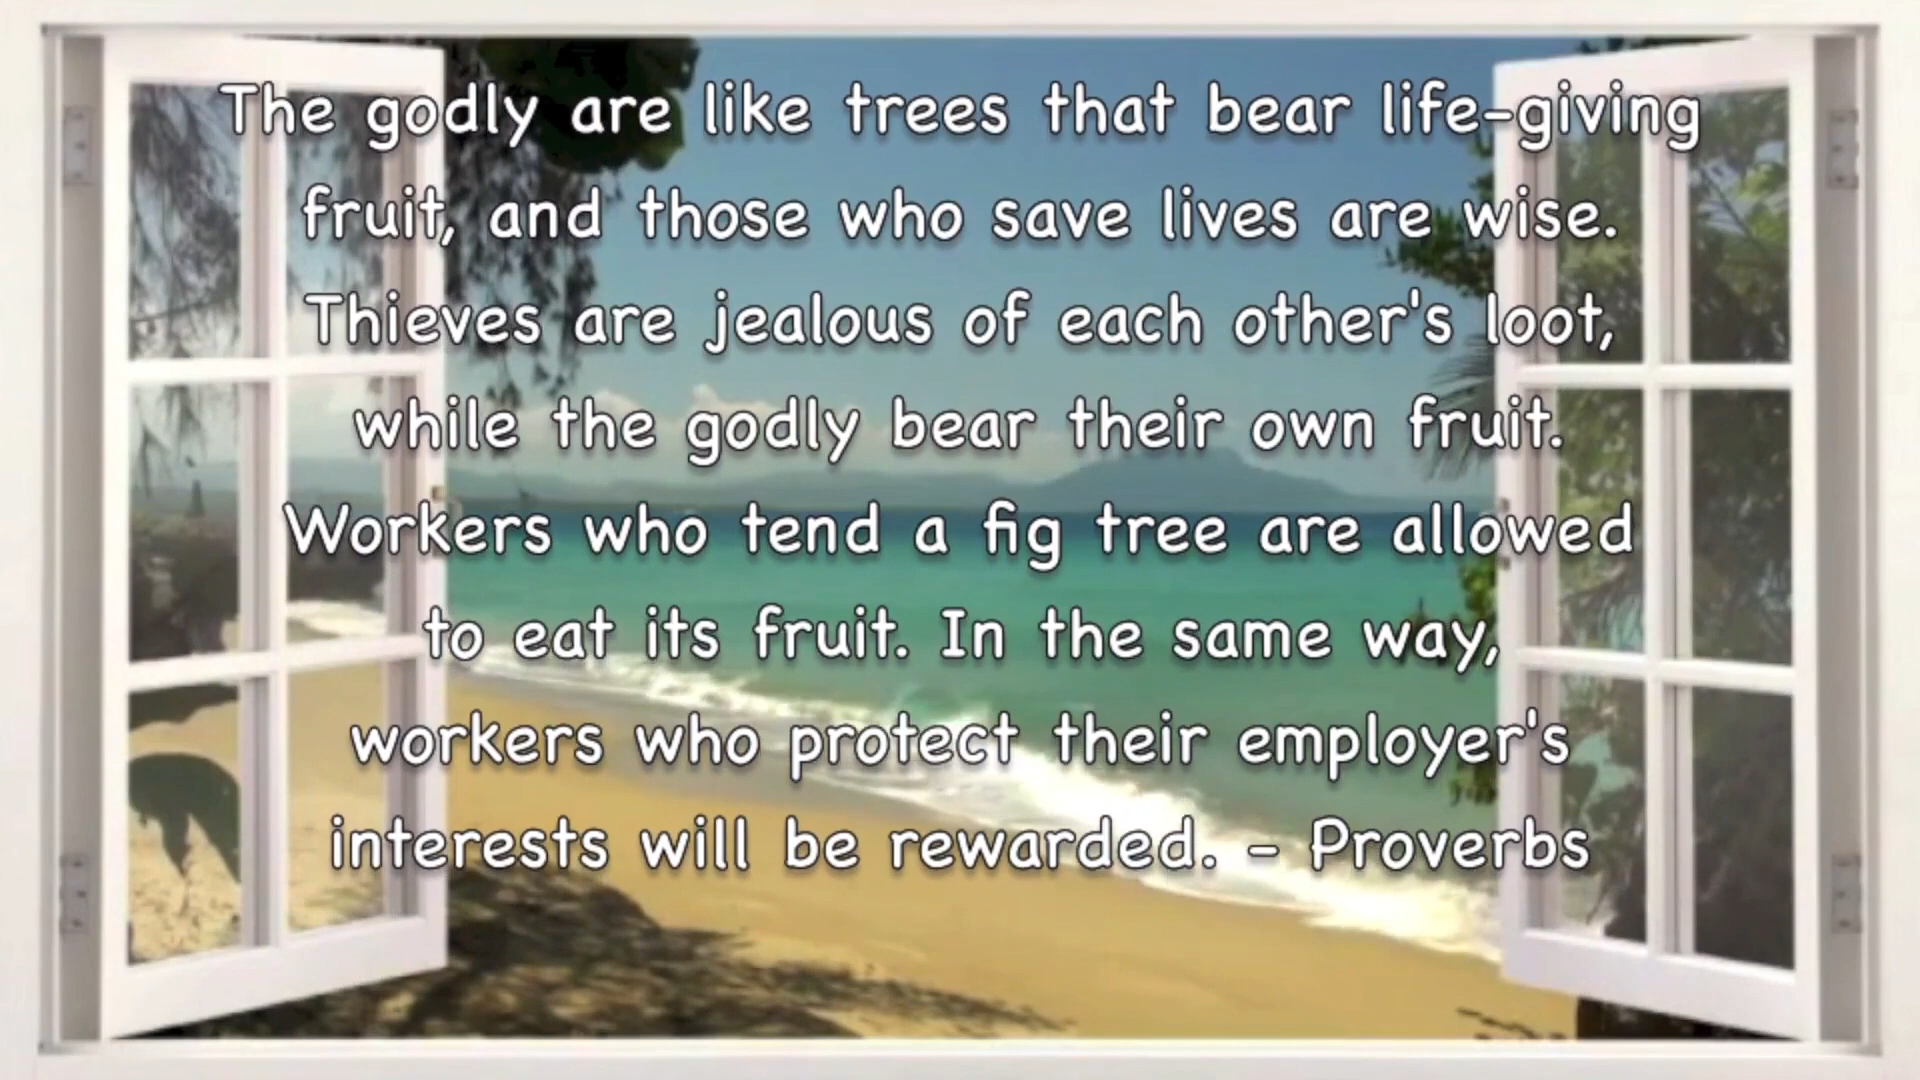 The godly are like trees that bear life-giving
fruit, and those who save lives are wise.
Thieves are jealous of each other's loot,
while the godly bear their own fruit.
Workers who tend a fig tree are allowed
to eat its fruit. In the same way,
workers who protect their employer's
interests will be rewarded. - Proverbs